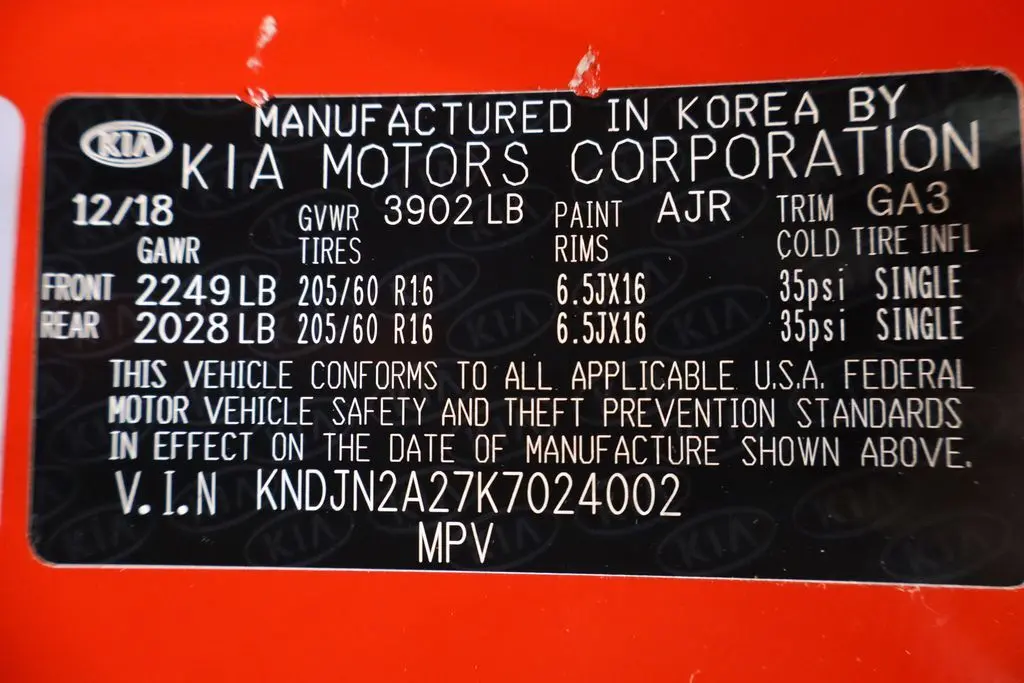 KIA MANUFACTURED IN KOREA BY
KIA MOTORS CORPORATION
12/18 GVWR 3902 LB PAINT AJR TRIM GA3
GAWR TIRES RIMS COLD TIRE INFL
FRONT 2249 LB 205/60 R16 6.5JX16 35psi SINGLE
REAR 2028 LB 205/60 R16 6.5JX16 35psi SINGLE
THIS VEHICLE CONFORMS TO ALL APPLICABLE U.S.A. FEDERAL
MOTOR VEHICLE SAFETY AND THEFT PREVENTION STANDARDS
IN EFFECT ON THE DATE OF MANUFACTURE SHOWN ABOVE.
V.I.N KNDJN2A27K7024002
MPV